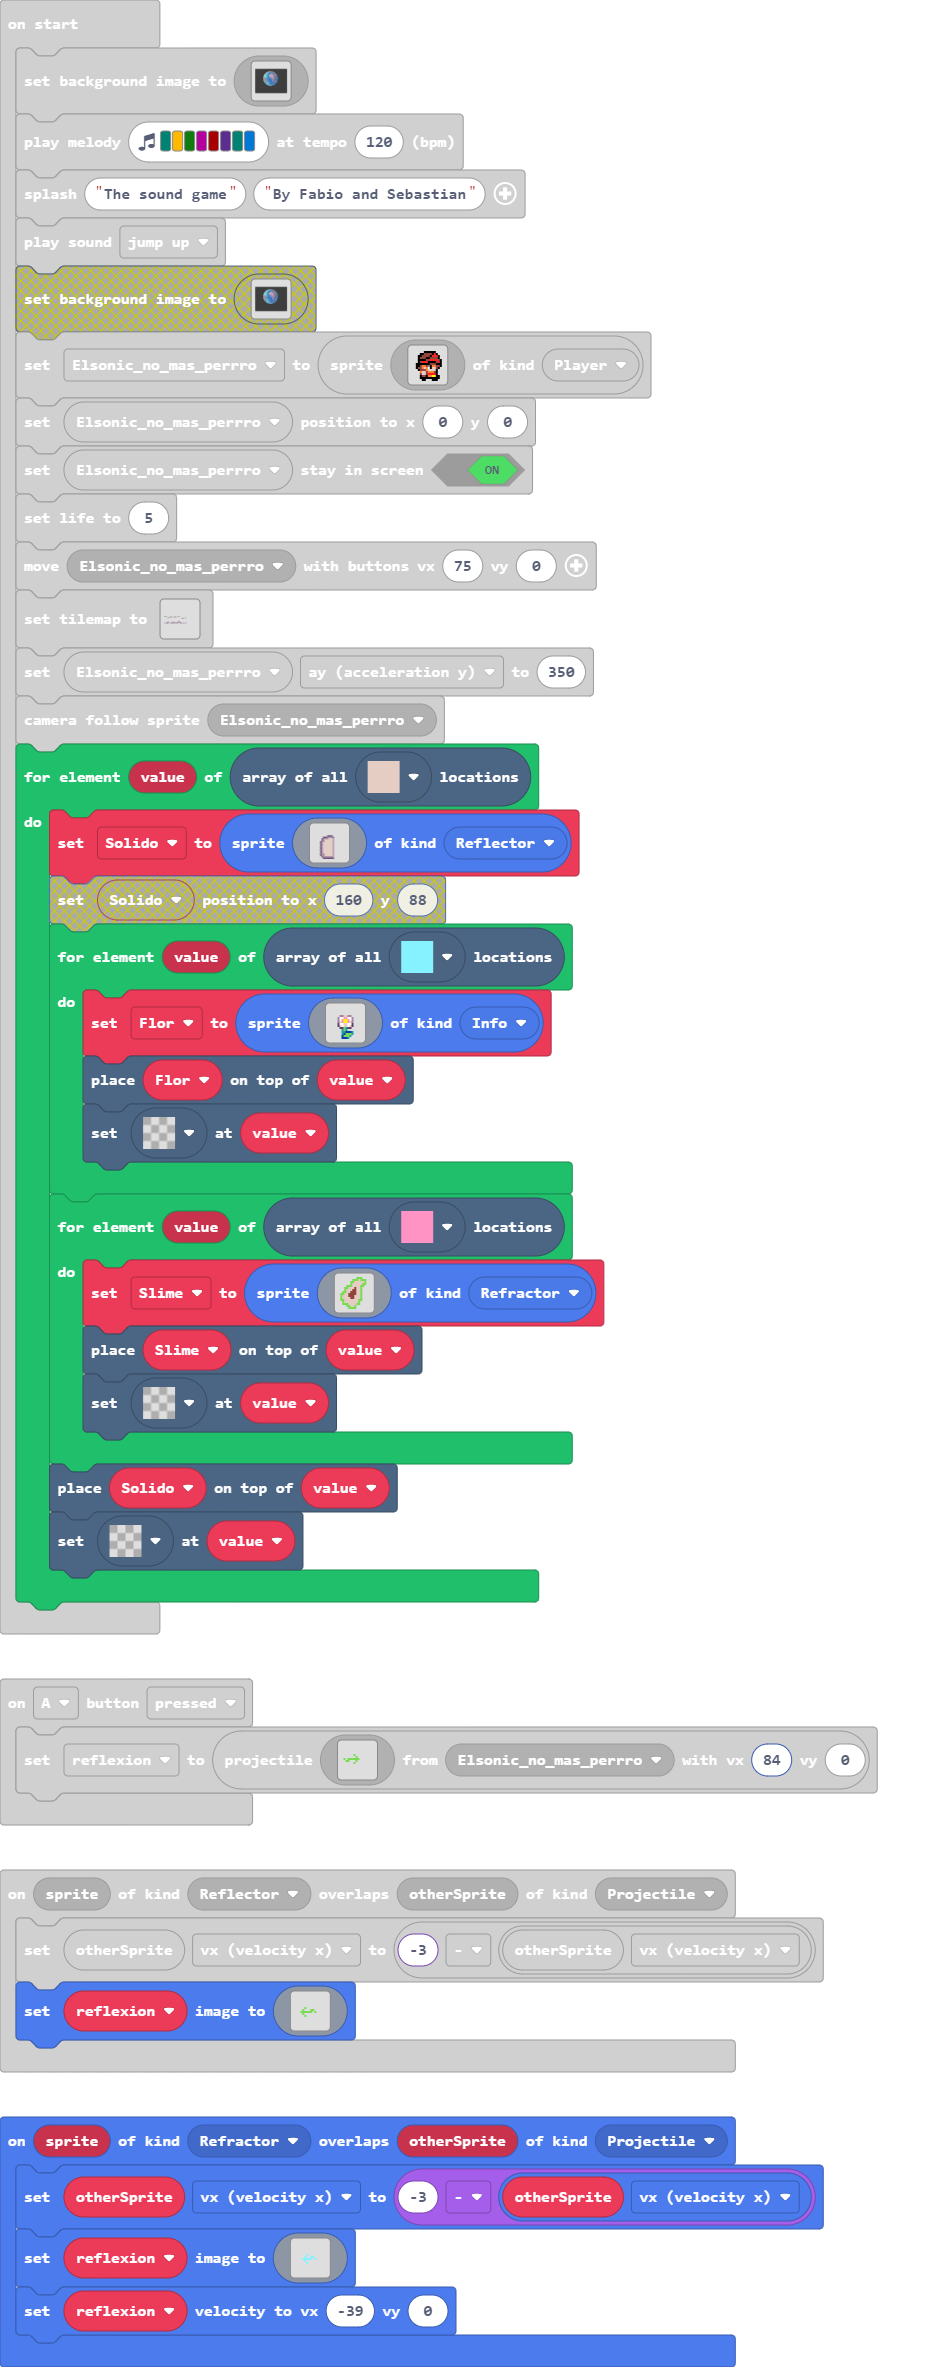 on start
set background image to
play melody at tempo 120 (bpm)
splash "The sound game" "By Fabio and Sebastian"
play sound jump up
set background image to
set Elsonic_no_mas_perrro to sprite of kind Player
set Elsonic_no_mas_perrro position to x 0 y 0
set Elsonic_no_mas_perrro stay in screen ON
set life to 5
move Elsonic_no_mas_perrro with buttons vx 75 vy 0
set tilemap to
set Elsonic_no_mas_perrro ay (acceleration y) to 350
camera follow sprite Elsonic_no_mas_perrro
for element value of array of all locations
do
set Solido to sprite of kind Reflector
set Solido position to x 160 y 88
for element value of array of all locations
do
set Flor to sprite of kind Info
place Flor on top of value
set at value
for element value of array of all locations
do
set Slime to sprite of kind Refractor
place Slime on top of value
set at value
place Solido on top of value
set at value
on A button pressed
set reflexion to projectile from Elsonic_no_mas_perrro with vx 84 vy 0
on sprite of kind Reflector overlaps otherSprite of kind Projectile
set otherSprite vx (velocity x) to -3 - otherSprite vx (velocity x)
set reflexion image to
on sprite of kind Refractor overlaps otherSprite of kind Projectile
set otherSprite vx (velocity x) to -3 - otherSprite vx (velocity x)
set reflexion image to
set reflexion velocity to vx -39 vy 0